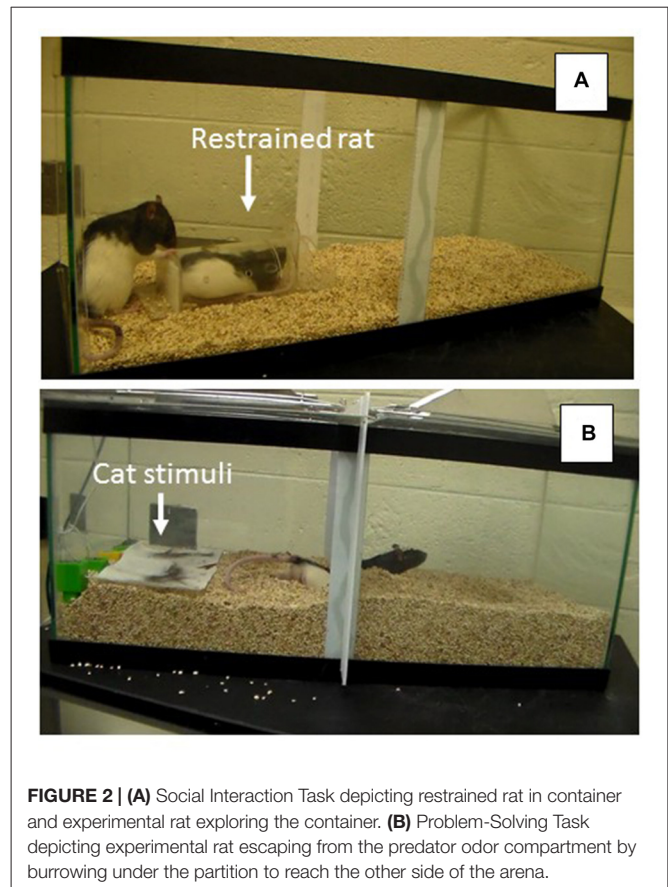 A
Restrained rat
B
Cat stimuli
FIGURE 2 | (A) Social Interaction Task depicting restrained rat in container
and experimental rat exploring the container. (B) Problem-Solving Task
depicting experimental rat escaping from the predator odor compartment by
burrowing under the partition to reach the other side of the arena.